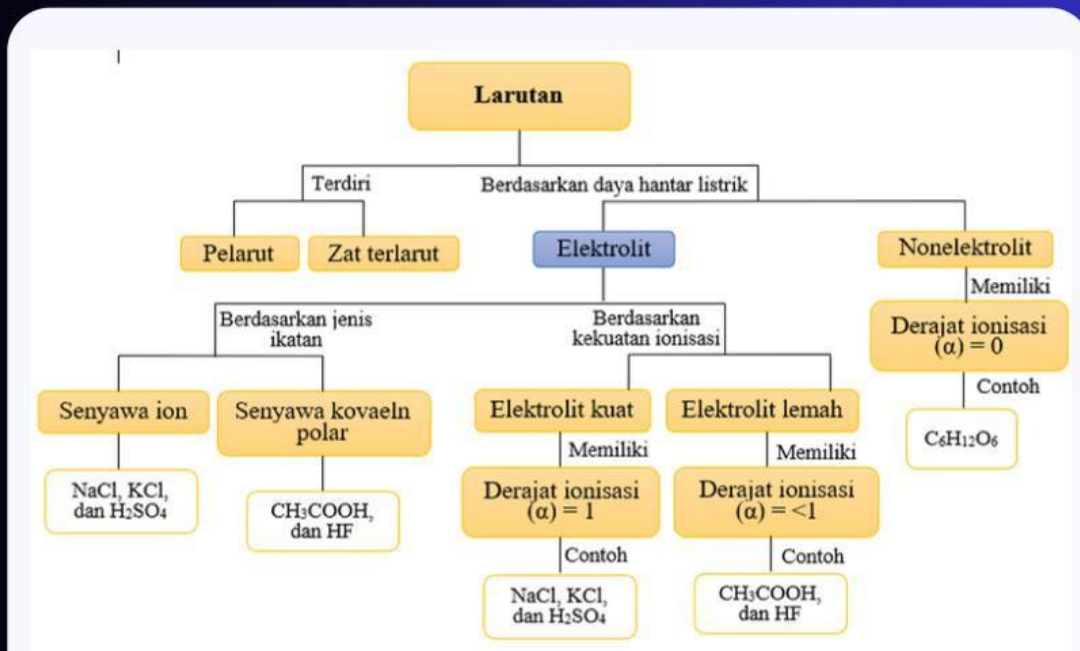 Larutan
Terdiri
Berdasarkan daya hantar listrik
Pelarut
Zat terlarut
Elektrolit
Nonelektrolit
Memiliki
Derajat ionisasi
(α) = 0
Contoh
C₆H₁₂O₆
Berdasarkan jenis
ikatan
Berdasarkan
kekuatan ionisasi
Senyawa ion
Senyawa kovaeln
polar
Elektrolit kuat
Elektrolit lemah
NaCl, KCl,
dan H₂SO₄
CH₃COOH,
dan HF
Memiliki
Memiliki
Derajat ionisasi
(α) = 1
Derajat ionisasi
(α) = <1
Contoh
Contoh
NaCl, KCl,
dan H₂SO₄
CH₃COOH,
dan HF